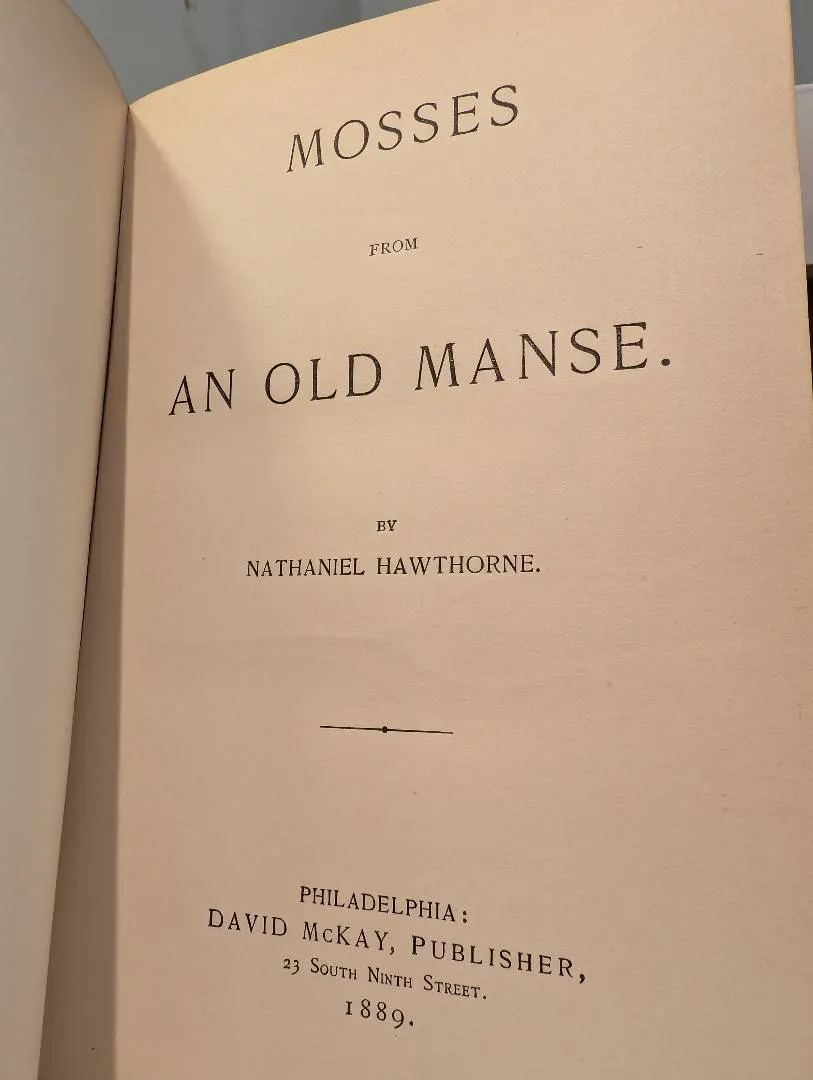 MOSSES
FROM
AN OLD MANSE.
BY
NATHANIEL HAWTHORNE.
PHILADELPHIA:
DAVID McKAY, PUBLISHER,
23 SOUTH NINTH STREET.
1889.